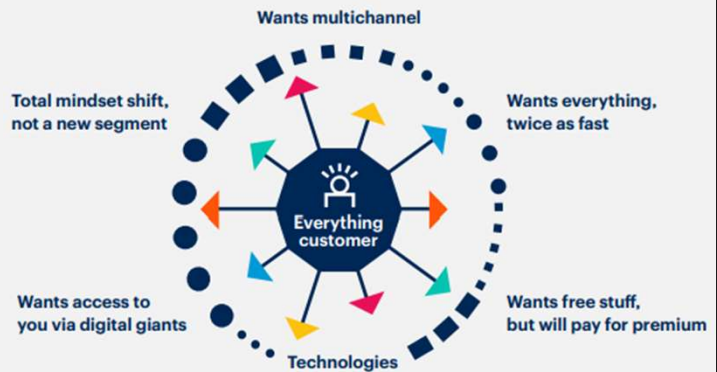 Wants multichannel
Total mindset shift,
not a new segment
Wants everything,
twice as fast
Everything
customer
Wants access to
you via digital giants
Wants free stuff,
but will pay for premium
Technologies